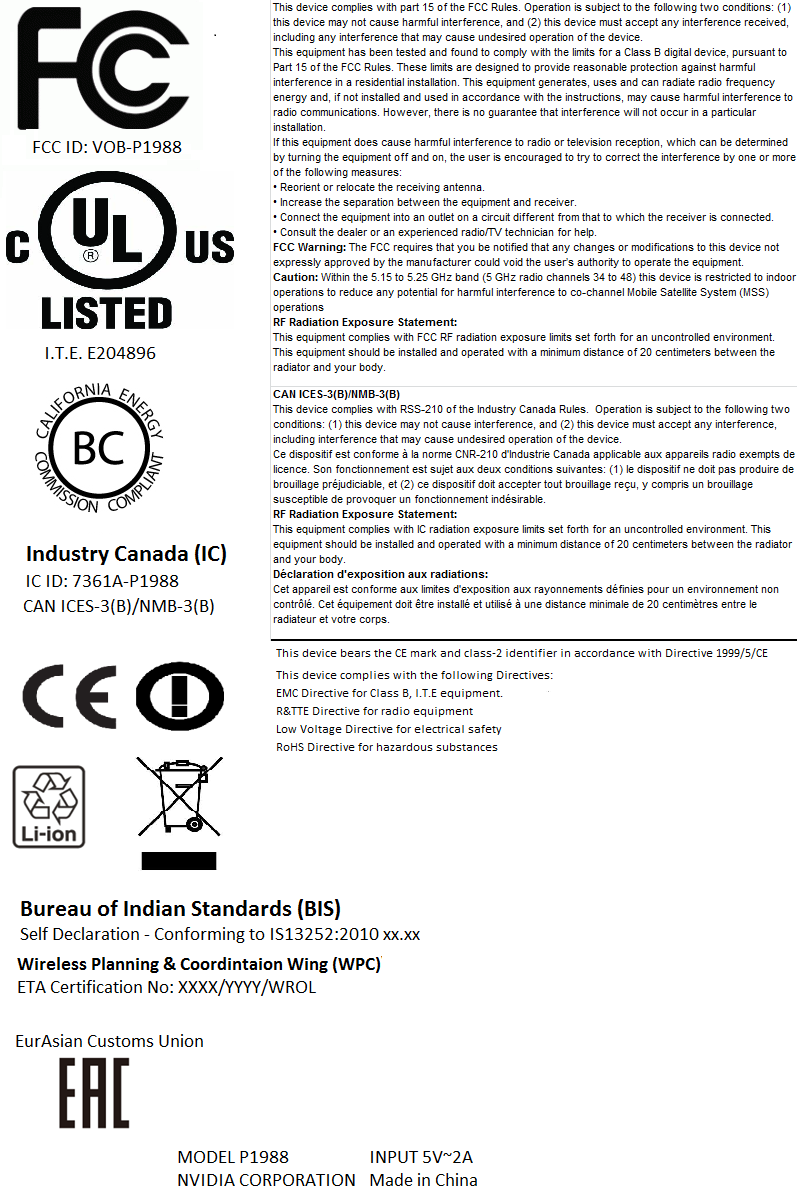 FC
FCC ID: VOB-P1988
C UL ® US
LISTED
I.T.E. E204896
CALIFORNIA ENERGY
BC
COMMISSION COMPLIANT
Industry Canada (IC)
IC ID: 7361A-P1988
CAN ICES-3(B)/NMB-3(B)
This device complies with part 15 of the FCC Rules. Operation is subject to the following two conditions: (1)
this device may not cause harmful interference, and (2) this device must accept any interference received,
including any interference that may cause undesired operation of the device.
This equipment has been tested and found to comply with the limits for a Class B digital device, pursuant to
Part 15 of the FCC Rules. These limits are designed to provide reasonable protection against harmful
interference in a residential installation. This equipment generates, uses and can radiate radio frequency
energy and, if not installed and used in accordance with the instructions, may cause harmful interference to
radio communications. However, there is no guarantee that interference will not occur in a particular
installation.
If this equipment does cause harmful interference to radio or television reception, which can be determined
by turning the equipment off and on, the user is encouraged to try to correct the interference by one or more
of the following measures:
• Reorient or relocate the receiving antenna.
• Increase the separation between the equipment and receiver.
• Connect the equipment into an outlet on a circuit different from that to which the receiver is connected.
• Consult the dealer or an experienced radio/TV technician for help.
FCC Warning: The FCC requires that you be notified that any changes or modifications to this device not
expressly approved by the manufacturer could void the user's authority to operate the equipment.
Caution: Within the 5.15 to 5.25 GHz band (5 GHz radio channels 34 to 48) this device is restricted to indoor
operations to reduce any potential for harmful interference to co-channel Mobile Satellite System (MSS)
operations
RF Radiation Exposure Statement:
This equipment complies with FCC RF radiation exposure limits set forth for an uncontrolled environment.
This equipment should be installed and operated with a minimum distance of 20 centimeters between the
radiator and your body.
CAN ICES-3(B)/NMB-3(B)
This device complies with RSS-210 of the Industry Canada Rules. Operation is subject to the following two
conditions: (1) this device may not cause interference, and (2) this device must accept any interference,
including interference that may cause undesired operation of the device.
Ce dispositif est conforme à la norme CNR-210 d'Industrie Canada applicable aux appareils radio exempts de
licence. Son fonctionnement est sujet aux deux conditions suivantes: (1) le dispositif ne doit pas produire de
brouillage préjudiciable, et (2) ce dispositif doit accepter tout brouillage reçu, y compris un brouillage
susceptible de provoquer un fonctionnement indésirable.
RF Radiation Exposure Statement:
This equipment complies with IC radiation exposure limits set forth for an uncontrolled environment. This
equipment should be installed and operated with a minimum distance of 20 centimeters between the radiator
and your body.
Déclaration d'exposition aux radiations:
Cet appareil est conforme aux limites d'exposition aux rayonnements définies pour un environnement non
contrôlé. Cet équipement doit être installé et utilisé à une distance minimale de 20 centimètres entre le
radiateur et votre corps.
This device bears the CE mark and class-2 identifier in accordance with Directive 1999/5/CE
This device complies with the following Directives:
EMC Directive for Class B, I.T.E equipment.
R&TTE Directive for radio equipment
Low Voltage Directive for electrical safety
RoHS Directive for hazardous substances
CE
Li-ion
Bureau of Indian Standards (BIS)
Self Declaration - Conforming to IS13252:2010 xx.xx
Wireless Planning & Coordintaion Wing (WPC)
ETA Certification No: XXXX/YYYY/WROL
EurAsian Customs Union
EAC
MODEL P1988 INPUT 5V~2A
NVIDIA CORPORATION Made in China